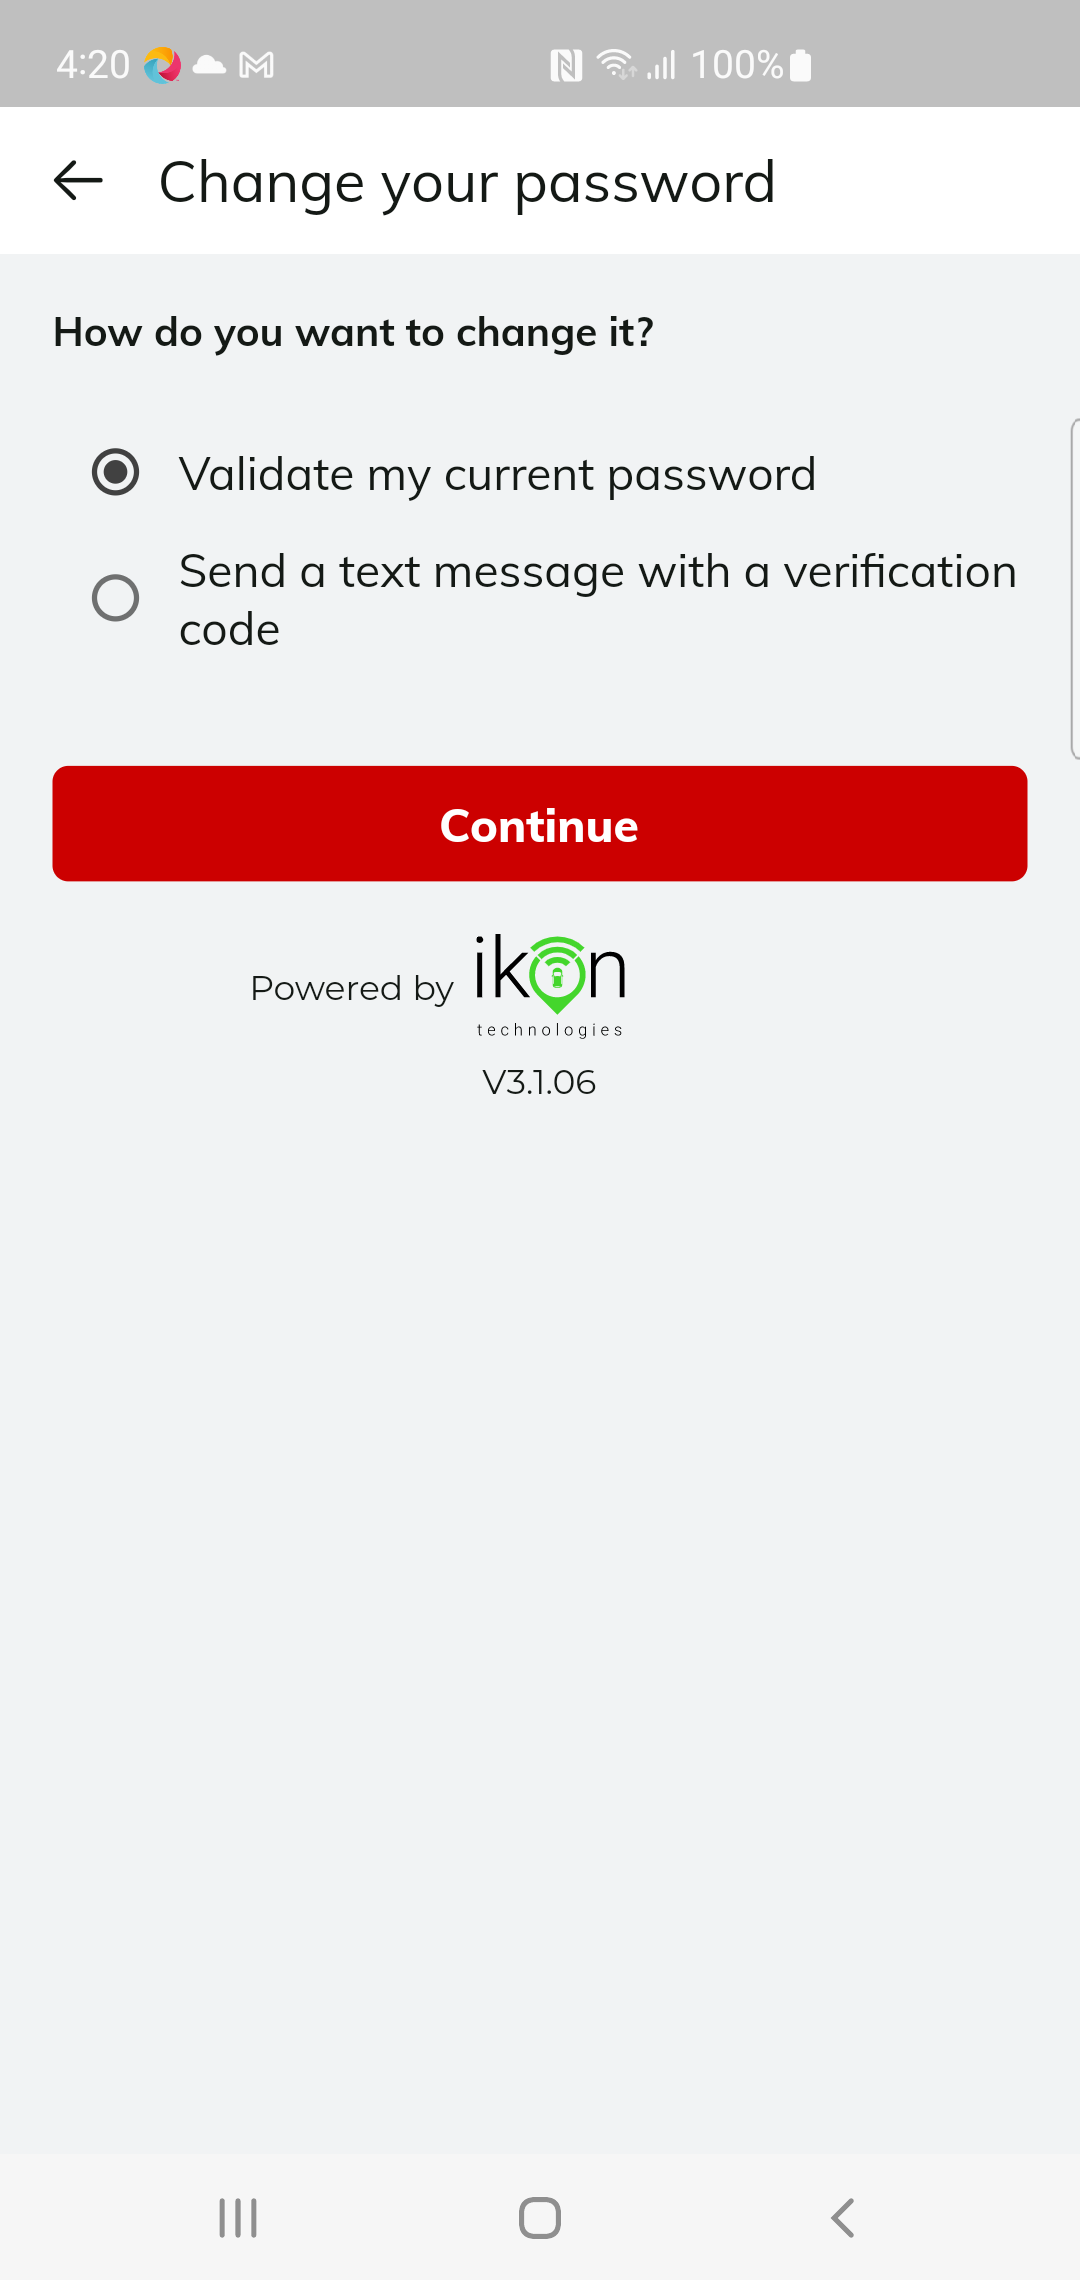 4:20 100%
Change your password
How do you want to change it?
Validate my current password
Send a text message with a verification
code
Continue
Powered by ikon
technologies
V3.1.06